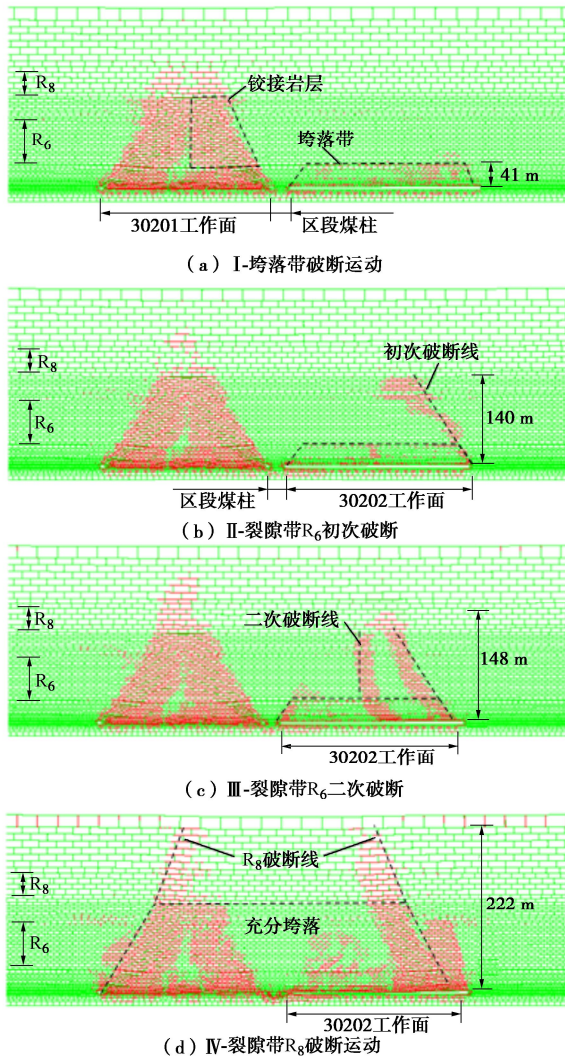 R₈
铰接岩层
R₆
垮落带
41 m
30201工作面
区段煤柱
（a）Ⅰ-垮落带破断运动
R₈
初次破断线
R₆
140 m
区段煤柱
30202工作面
（b）Ⅱ-裂隙带R₆初次破断
R₈
二次破断线
R₆
148 m
30202工作面
（c）Ⅲ-裂隙带R₆二次破断
R₈破断线
R₈
222 m
R₆
充分垮落
30202工作面
（d）Ⅳ-裂隙带R₈破断运动